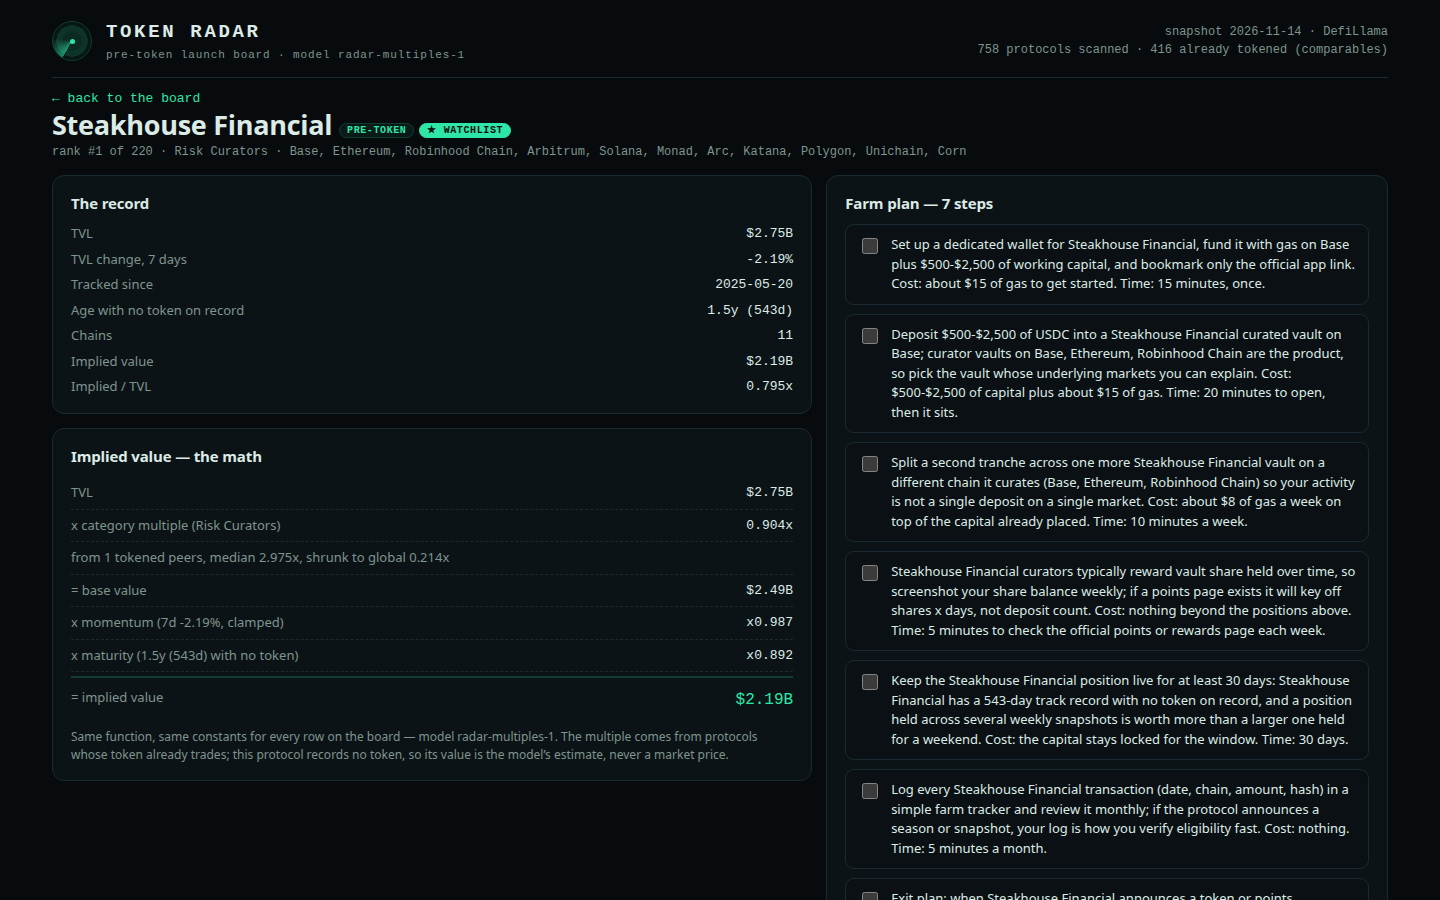 TOKEN RADAR
pre-token launch board · model radar-multiples-1
snapshot 2026-11-14 · DefiLlama
758 protocols scanned · 416 already tokened (comparables)
← back to the board
Steakhouse Financial PRE-TOKEN ★ WATCHLIST
rank #1 of 220 · Risk Curators · Base, Ethereum, Robinhood Chain, Arbitrum, Solana, Monad, Arc, Katana, Polygon, Unichain, Corn
The record
TVL $2.75B
TVL change, 7 days -2.19%
Tracked since 2025-05-20
Age with no token on record 1.5y (543d)
Chains 11
Implied value $2.19B
Implied / TVL 0.795x
Implied value — the math
TVL $2.75B
x category multiple (Risk Curators) 0.904x
from 1 tokened peers, median 2.975x, shrunk to global 0.214x
= base value $2.49B
x momentum (7d -2.19%, clamped) x0.987
x maturity (1.5y (543d) with no token) x0.892
= implied value $2.19B
Same function, same constants for every row on the board — model radar-multiples-1. The multiple comes from protocols
whose token already trades; this protocol records no token, so its value is the model's estimate, never a market price.
Farm plan — 7 steps
Set up a dedicated wallet for Steakhouse Financial, fund it with gas on Base
plus $500-$2,500 of working capital, and bookmark only the official app link.
Cost: about $15 of gas to get started. Time: 15 minutes, once.
Deposit $500-$2,500 of USDC into a Steakhouse Financial curated vault on
Base; curator vaults on Base, Ethereum, Robinhood Chain are the product,
so pick the vault whose underlying markets you can explain. Cost:
$500-$2,500 of capital plus about $15 of gas. Time: 20 minutes to open,
then it sits.
Split a second tranche across one more Steakhouse Financial vault on a
different chain it curates (Base, Ethereum, Robinhood Chain) so your activity
is not a single deposit on a single market. Cost: about $8 of gas a week on
top of the capital already placed. Time: 10 minutes a week.
Steakhouse Financial curators typically reward vault share held over time, so
screenshot your share balance weekly; if a points page exists it will key off
shares x days, not deposit count. Cost: nothing beyond the positions above.
Time: 5 minutes to check the official points or rewards page each week.
Keep the Steakhouse Financial position live for at least 30 days: Steakhouse
Financial has a 543-day track record with no token on record, and a position
held across several weekly snapshots is worth more than a larger one held
for a weekend. Cost: the capital stays locked for the window. Time: 30 days.
Log every Steakhouse Financial transaction (date, chain, amount, hash) in a
simple farm tracker and review it monthly; if the protocol announces a
season or snapshot, your log is how you verify eligibility fast. Cost: nothing.
Time: 5 minutes a month.
Exit plan: when Steakhouse Financial announces a token or points